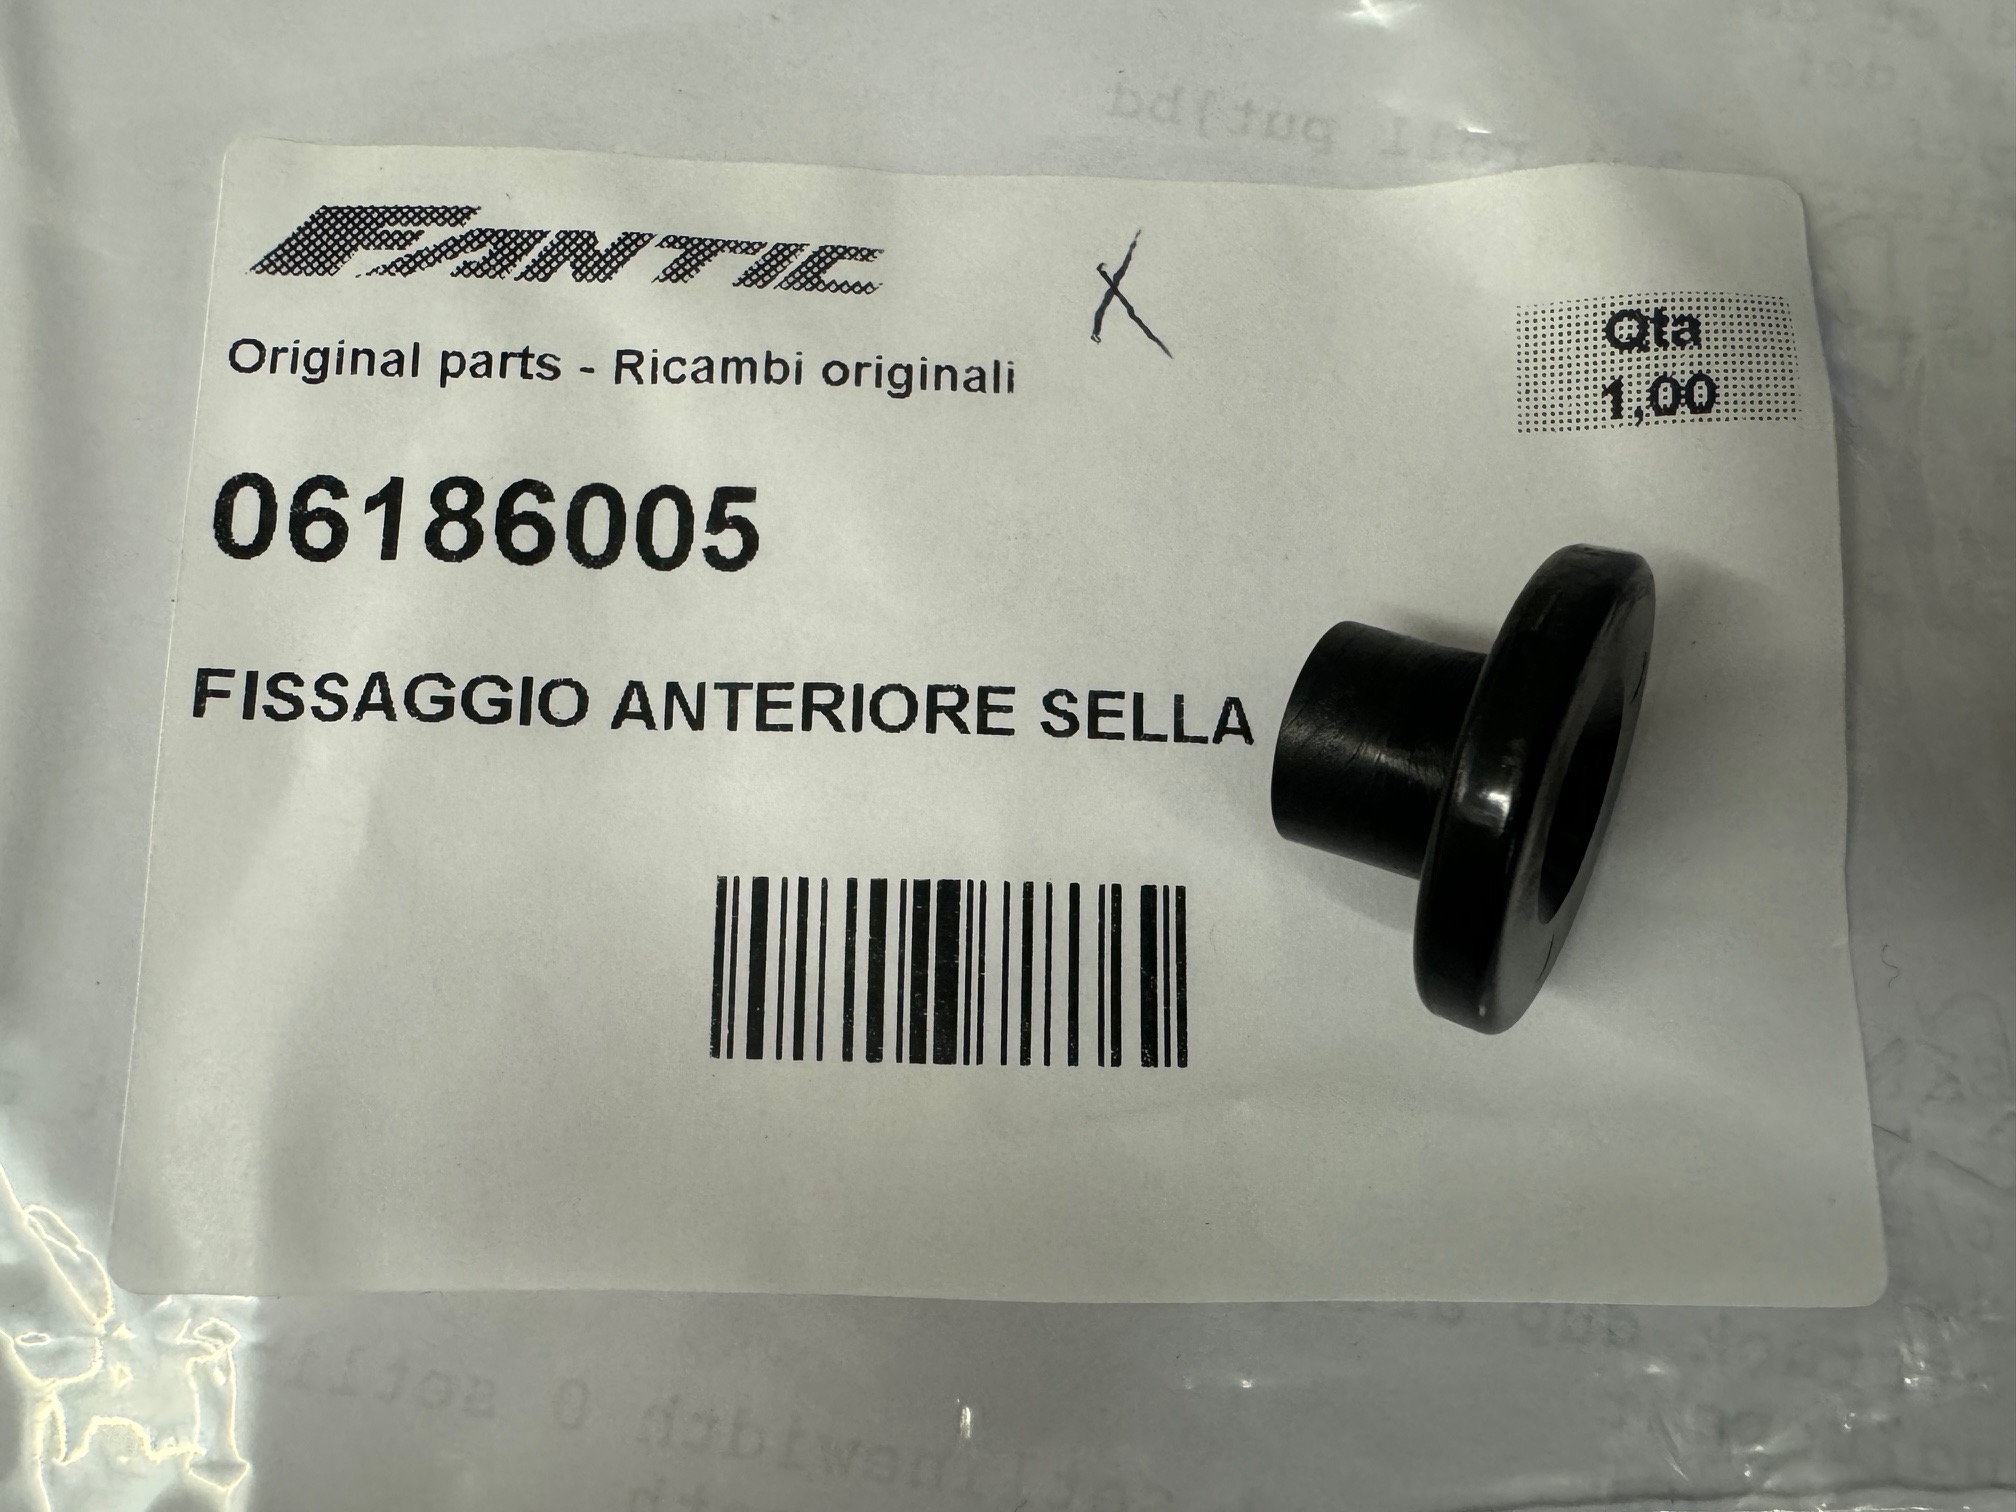 FANTIC
Original parts - Ricambi originali
Qta
1,00
06186005
FISSAGGIO ANTERIORE SELLA